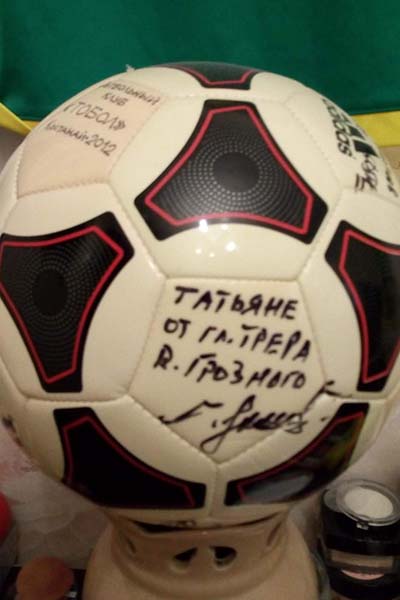 ФУТБОЛЬНЫЙ
КЛУБ
«ТОБОЛ»
КОСТАНАЙ-2012
ТАТЬЯНЕ
ОТ ГЛ. ТРЕРА
В. ГРОЗНОГО